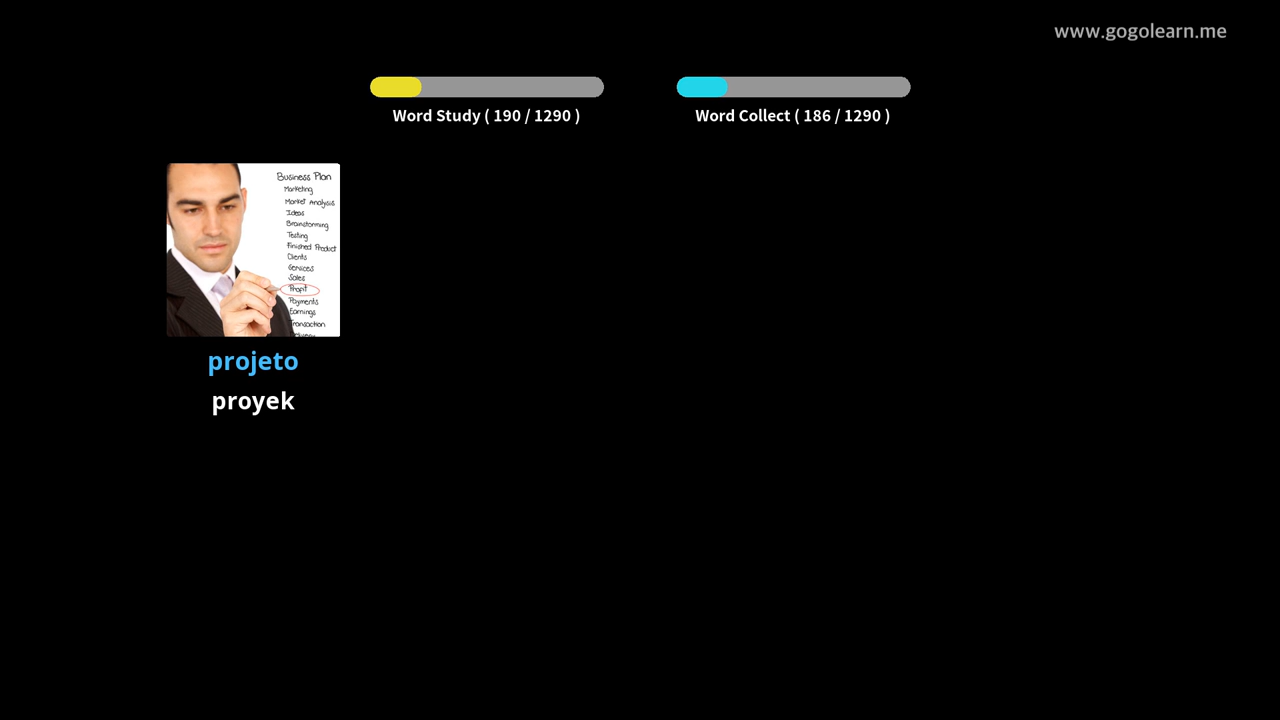 www.gogolearn.me
Word Study ( 190 / 1290 )
Word Collect ( 186 / 1290 )
Business Plan
Marketing
Market Analysis
Ideas
Brainstorming
Testing
Finished Product
Clients
Services
Sales
Profit
Payments
Earnings
Transaction
projeto
proyek